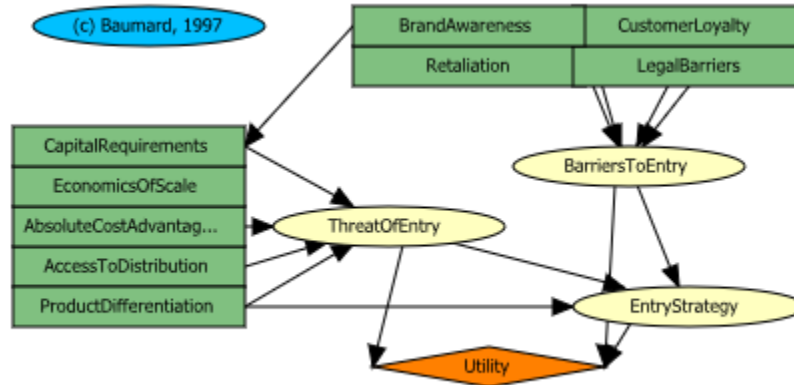 (c) Baumard, 1997
BrandAwareness
CustomerLoyalty
Retaliation
LegalBarriers
CapitalRequirements
EconomicsOfScale
AbsoluteCostAdvantag...
AccessToDistribution
ProductDifferentiation
BarriersToEntry
ThreatOfEntry
EntryStrategy
Utility